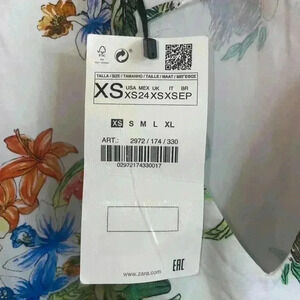 FSC
TALLA / SIZE / TAMANHO / TAILLE / MAAT /
XS
USA MEX UK IT BR
XS 24 XS XS EP
XS S M L XL
ART.: 2972 / 174 / 330
02972174330017
www.zara.com
EAC